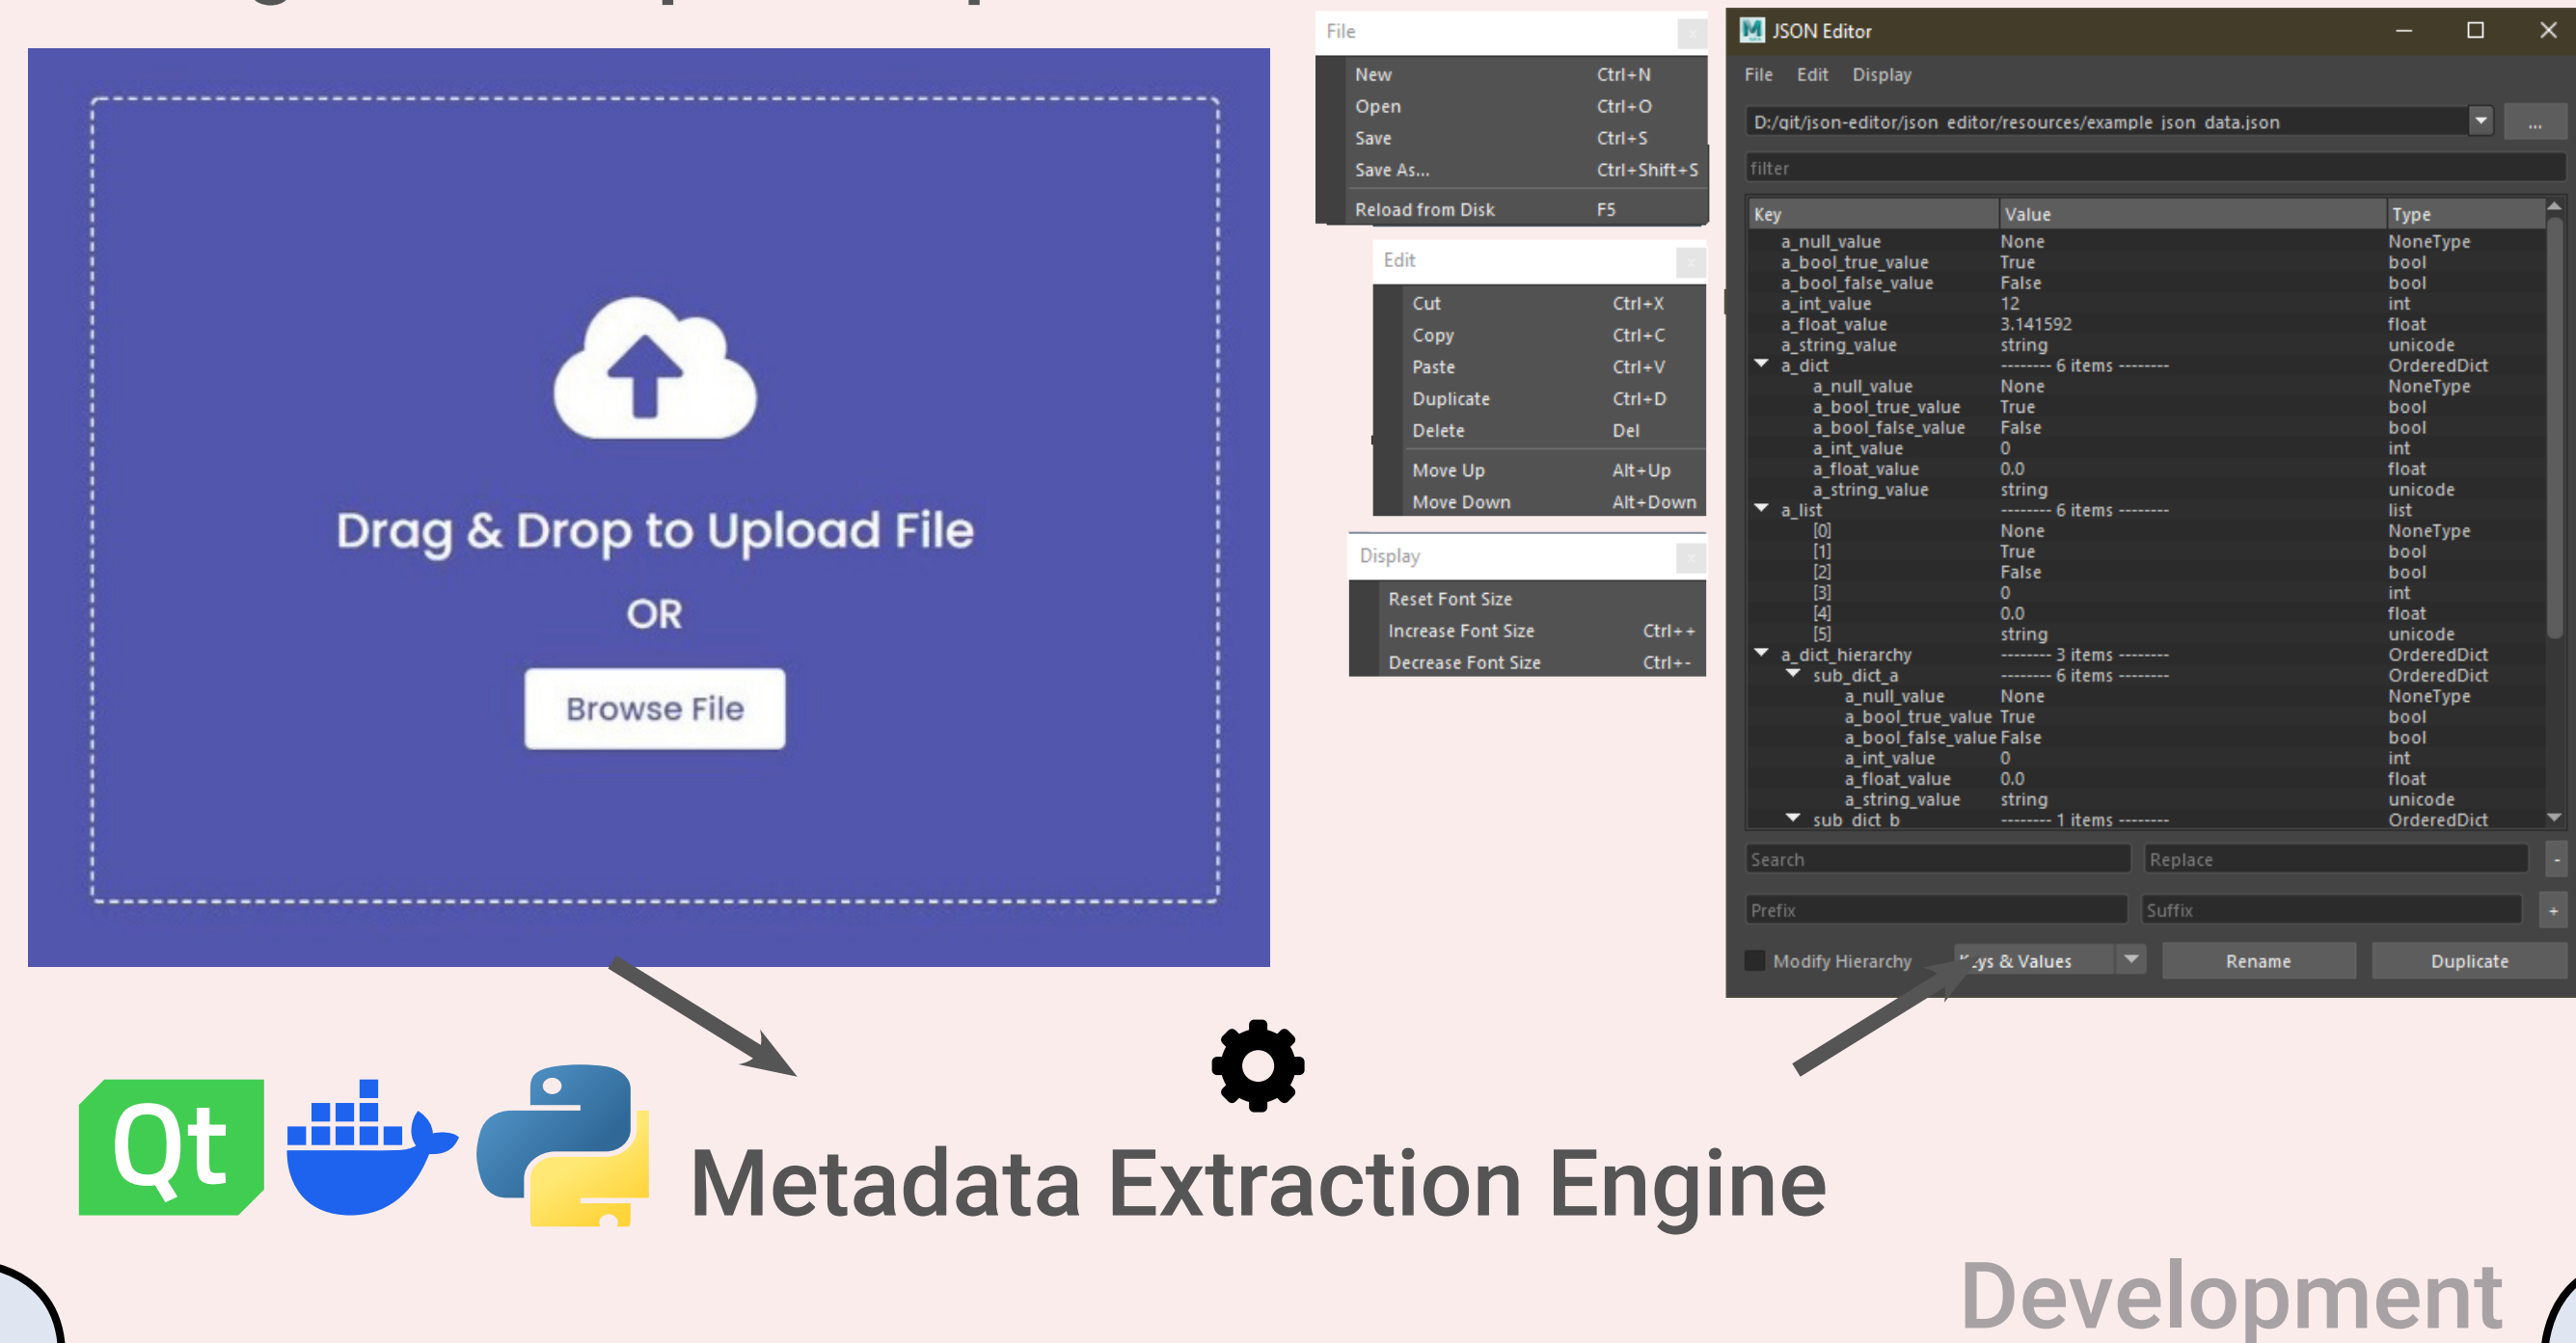 Drag & Drop to Upload File
OR
Browse File
File
New Ctrl+N
Open Ctrl+O
Save Ctrl+S
Save As... Ctrl+Shift+S
Reload from Disk F5
Edit
Cut Ctrl+X
Copy Ctrl+C
Paste Ctrl+V
Duplicate Ctrl+D
Delete Del
Move Up Alt+Up
Move Down Alt+Down
Display
Reset Font Size
Increase Font Size Ctrl++
Decrease Font Size Ctrl+-
JSON Editor
File Edit Display
D:/git/json-editor/json_editor/resources/example_json_data.json ...
filter
Key Value Type
a_null_value None NoneType
a_bool_true_value True bool
a_bool_false_value False bool
a_int_value 12 int
a_float_value 3.141592 float
a_string_value string unicode
a_dict -------- 6 items -------- OrderedDict
a_null_value None NoneType
a_bool_true_value True bool
a_bool_false_value False bool
a_int_value 0 int
a_float_value 0.0 float
a_string_value string unicode
a_list -------- 6 items -------- list
[0] None NoneType
[1] True bool
[2] False bool
[3] 0 int
[4] 0.0 float
[5] string unicode
a_dict_hierarchy -------- 3 items -------- OrderedDict
sub_dict_a -------- 6 items -------- OrderedDict
a_null_value None NoneType
a_bool_true_value True bool
a_bool_false_value False bool
a_int_value 0 int
a_float_value 0.0 float
a_string_value string unicode
sub_dict_b -------- 1 items -------- OrderedDict
Search Replace -
Prefix Suffix +
Modify Hierarchy Keys & Values Rename Duplicate
Qt
Metadata Extraction Engine
Development